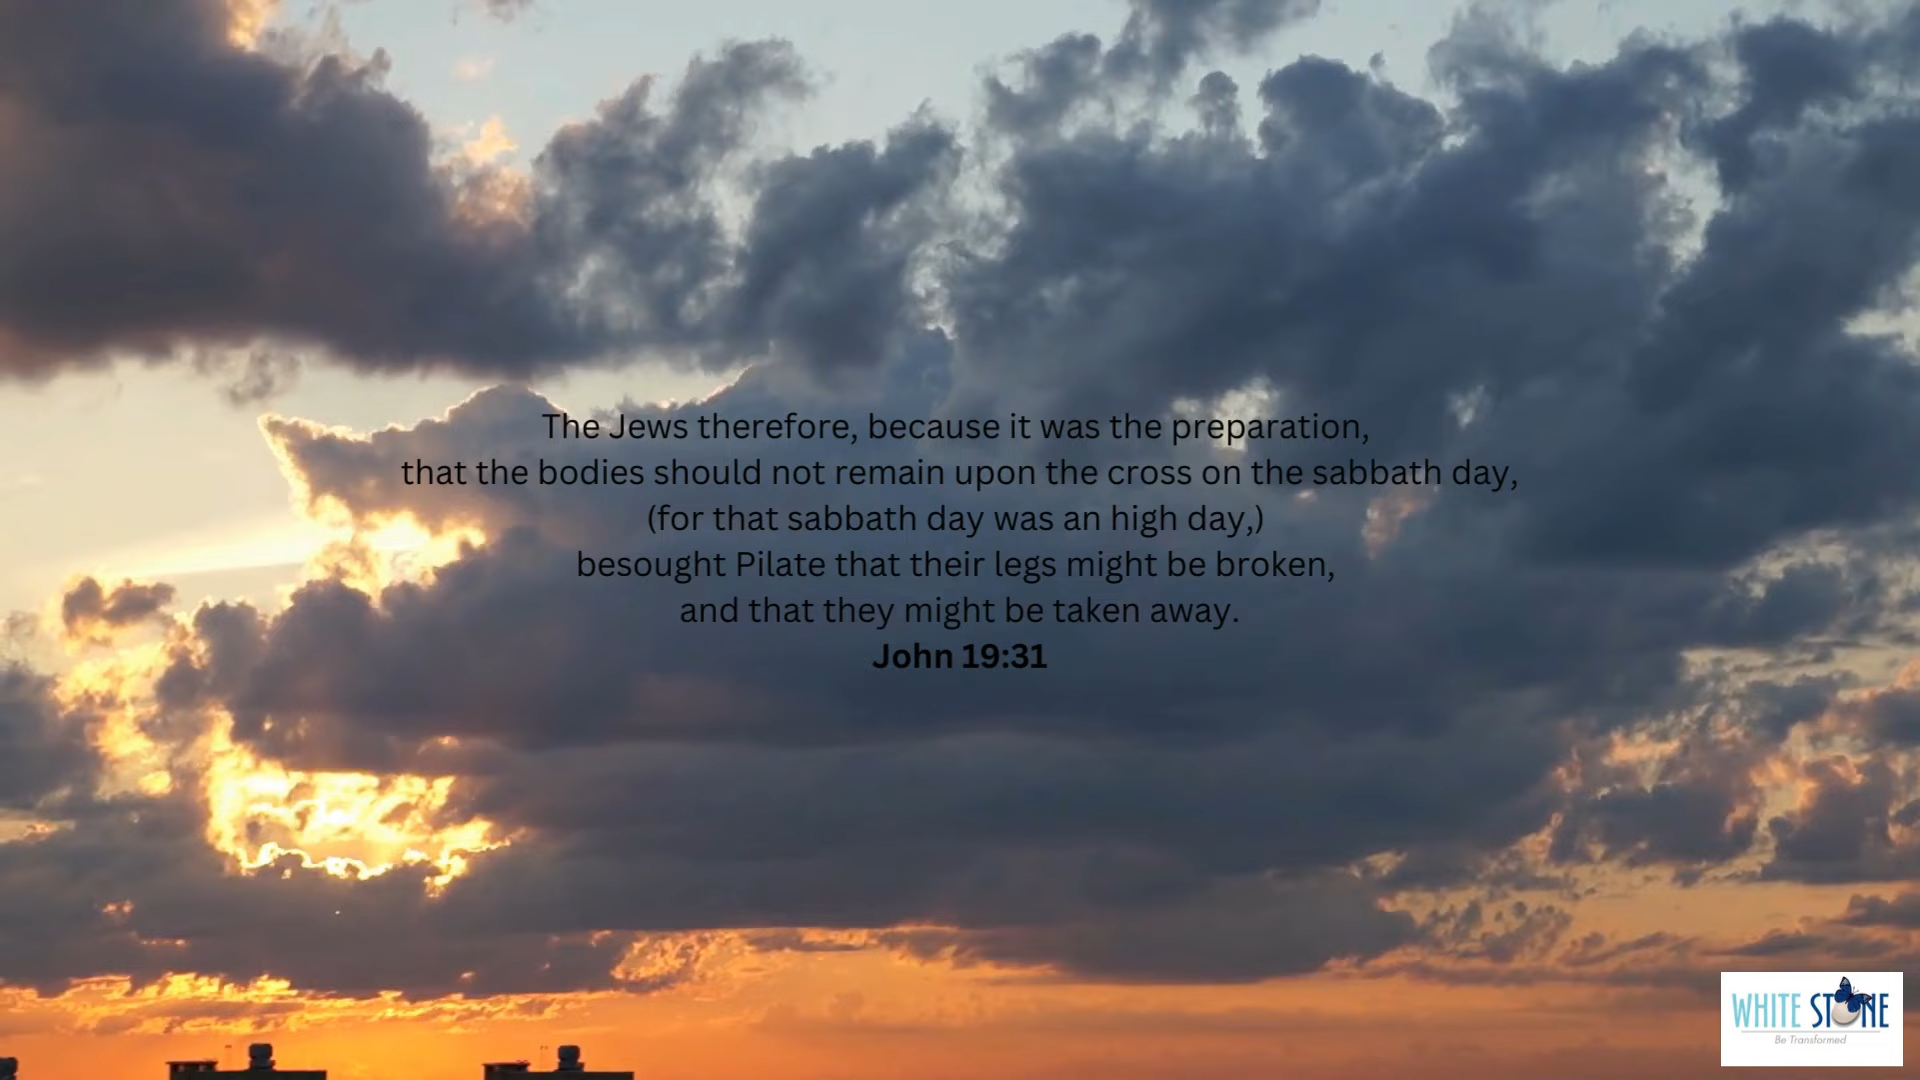 The Jews therefore, because it was the preparation,
that the bodies should not remain upon the cross on the sabbath day,
(for that sabbath day was an high day,)
besought Pilate that their legs might be broken,
and that they might be taken away.
John 19:31
WHITE STONE
Be Transformed